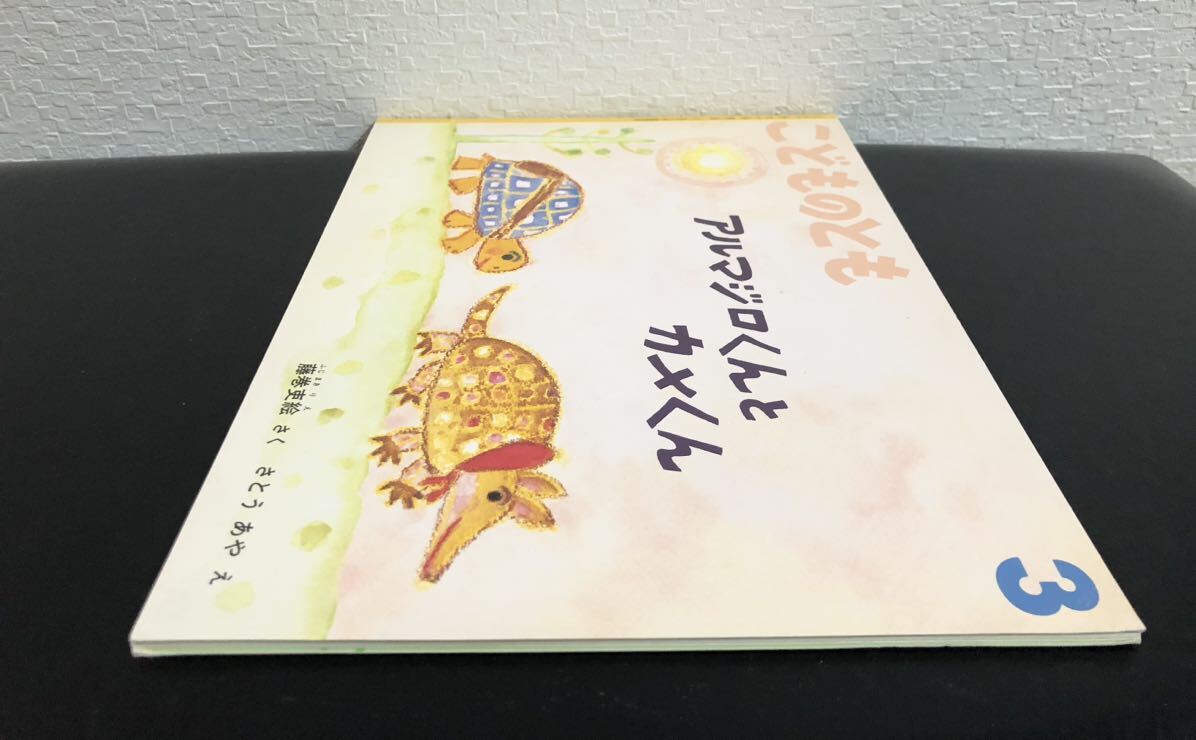 こどものとも
アルマジロくんと
カメくん
3
ふじまきりえ
藤巻吏絵 さく さとう あや え